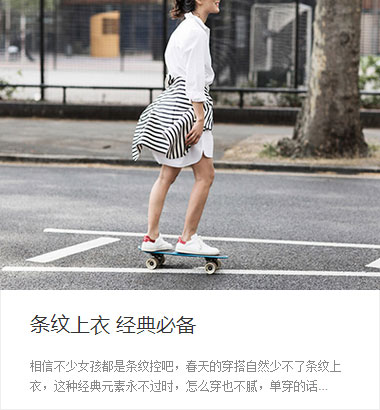 条纹上衣 经典必备
相信不少女孩都是条纹控吧，春天的穿搭自然少不了条纹上
衣，这种经典元素永不过时，怎么穿也不腻，单穿的话...